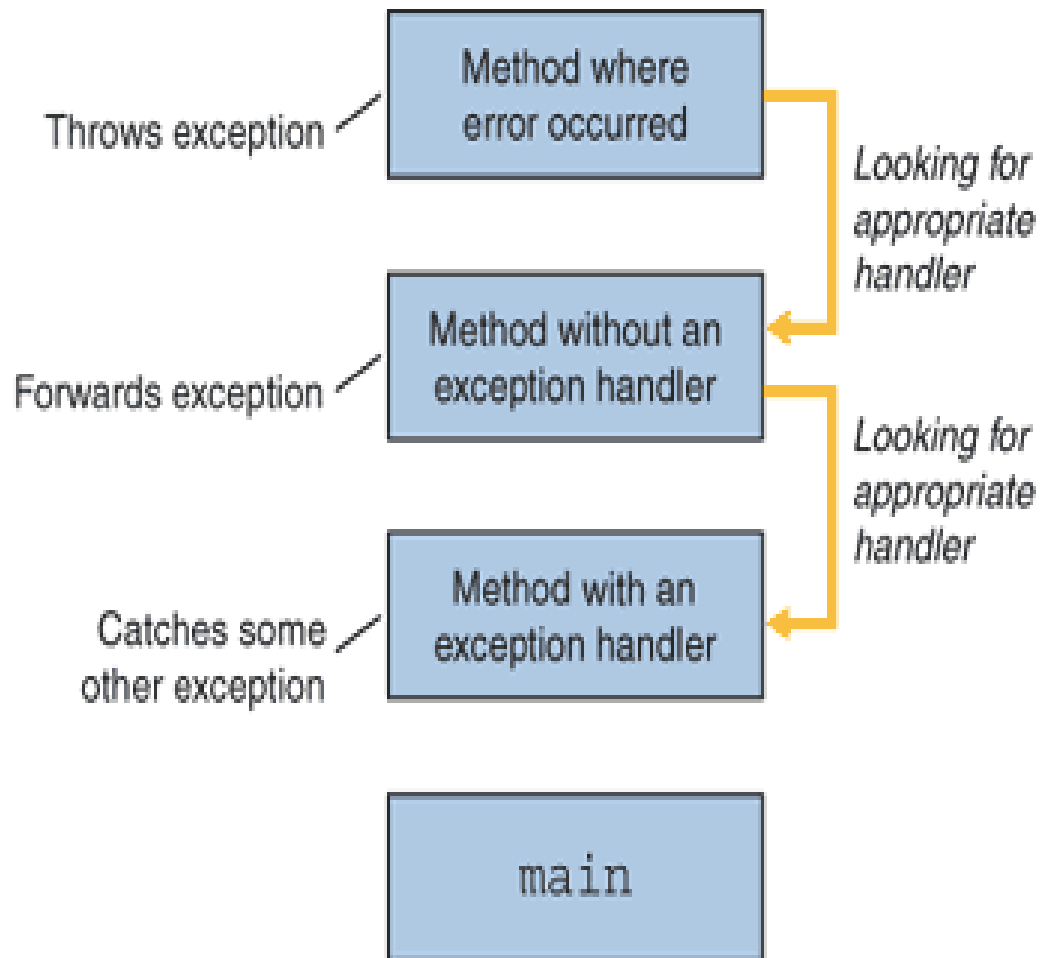 Method where
error occurred
Throws exception
Looking for
appropriate
handler
Method without an
exception handler
Forwards exception
Looking for
appropriate
handler
Method with an
exception handler
Catches some
other exception
main